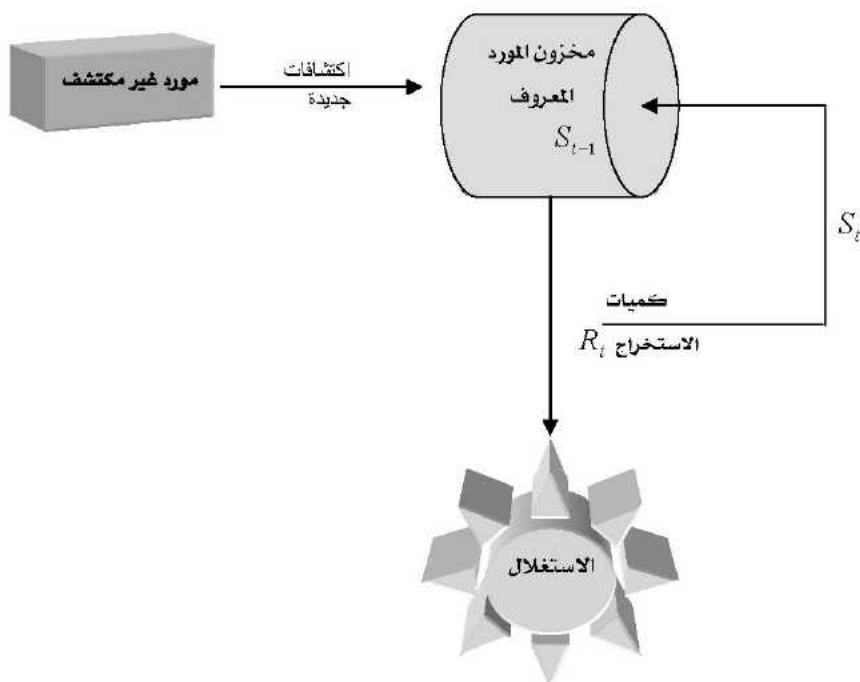 مخزون المورد
المعروف
S_{t-1}
اكتشافات
جديدة
مورد غير مكتشف
S_t
كميات
الاستخراج R_t
الاستغلال